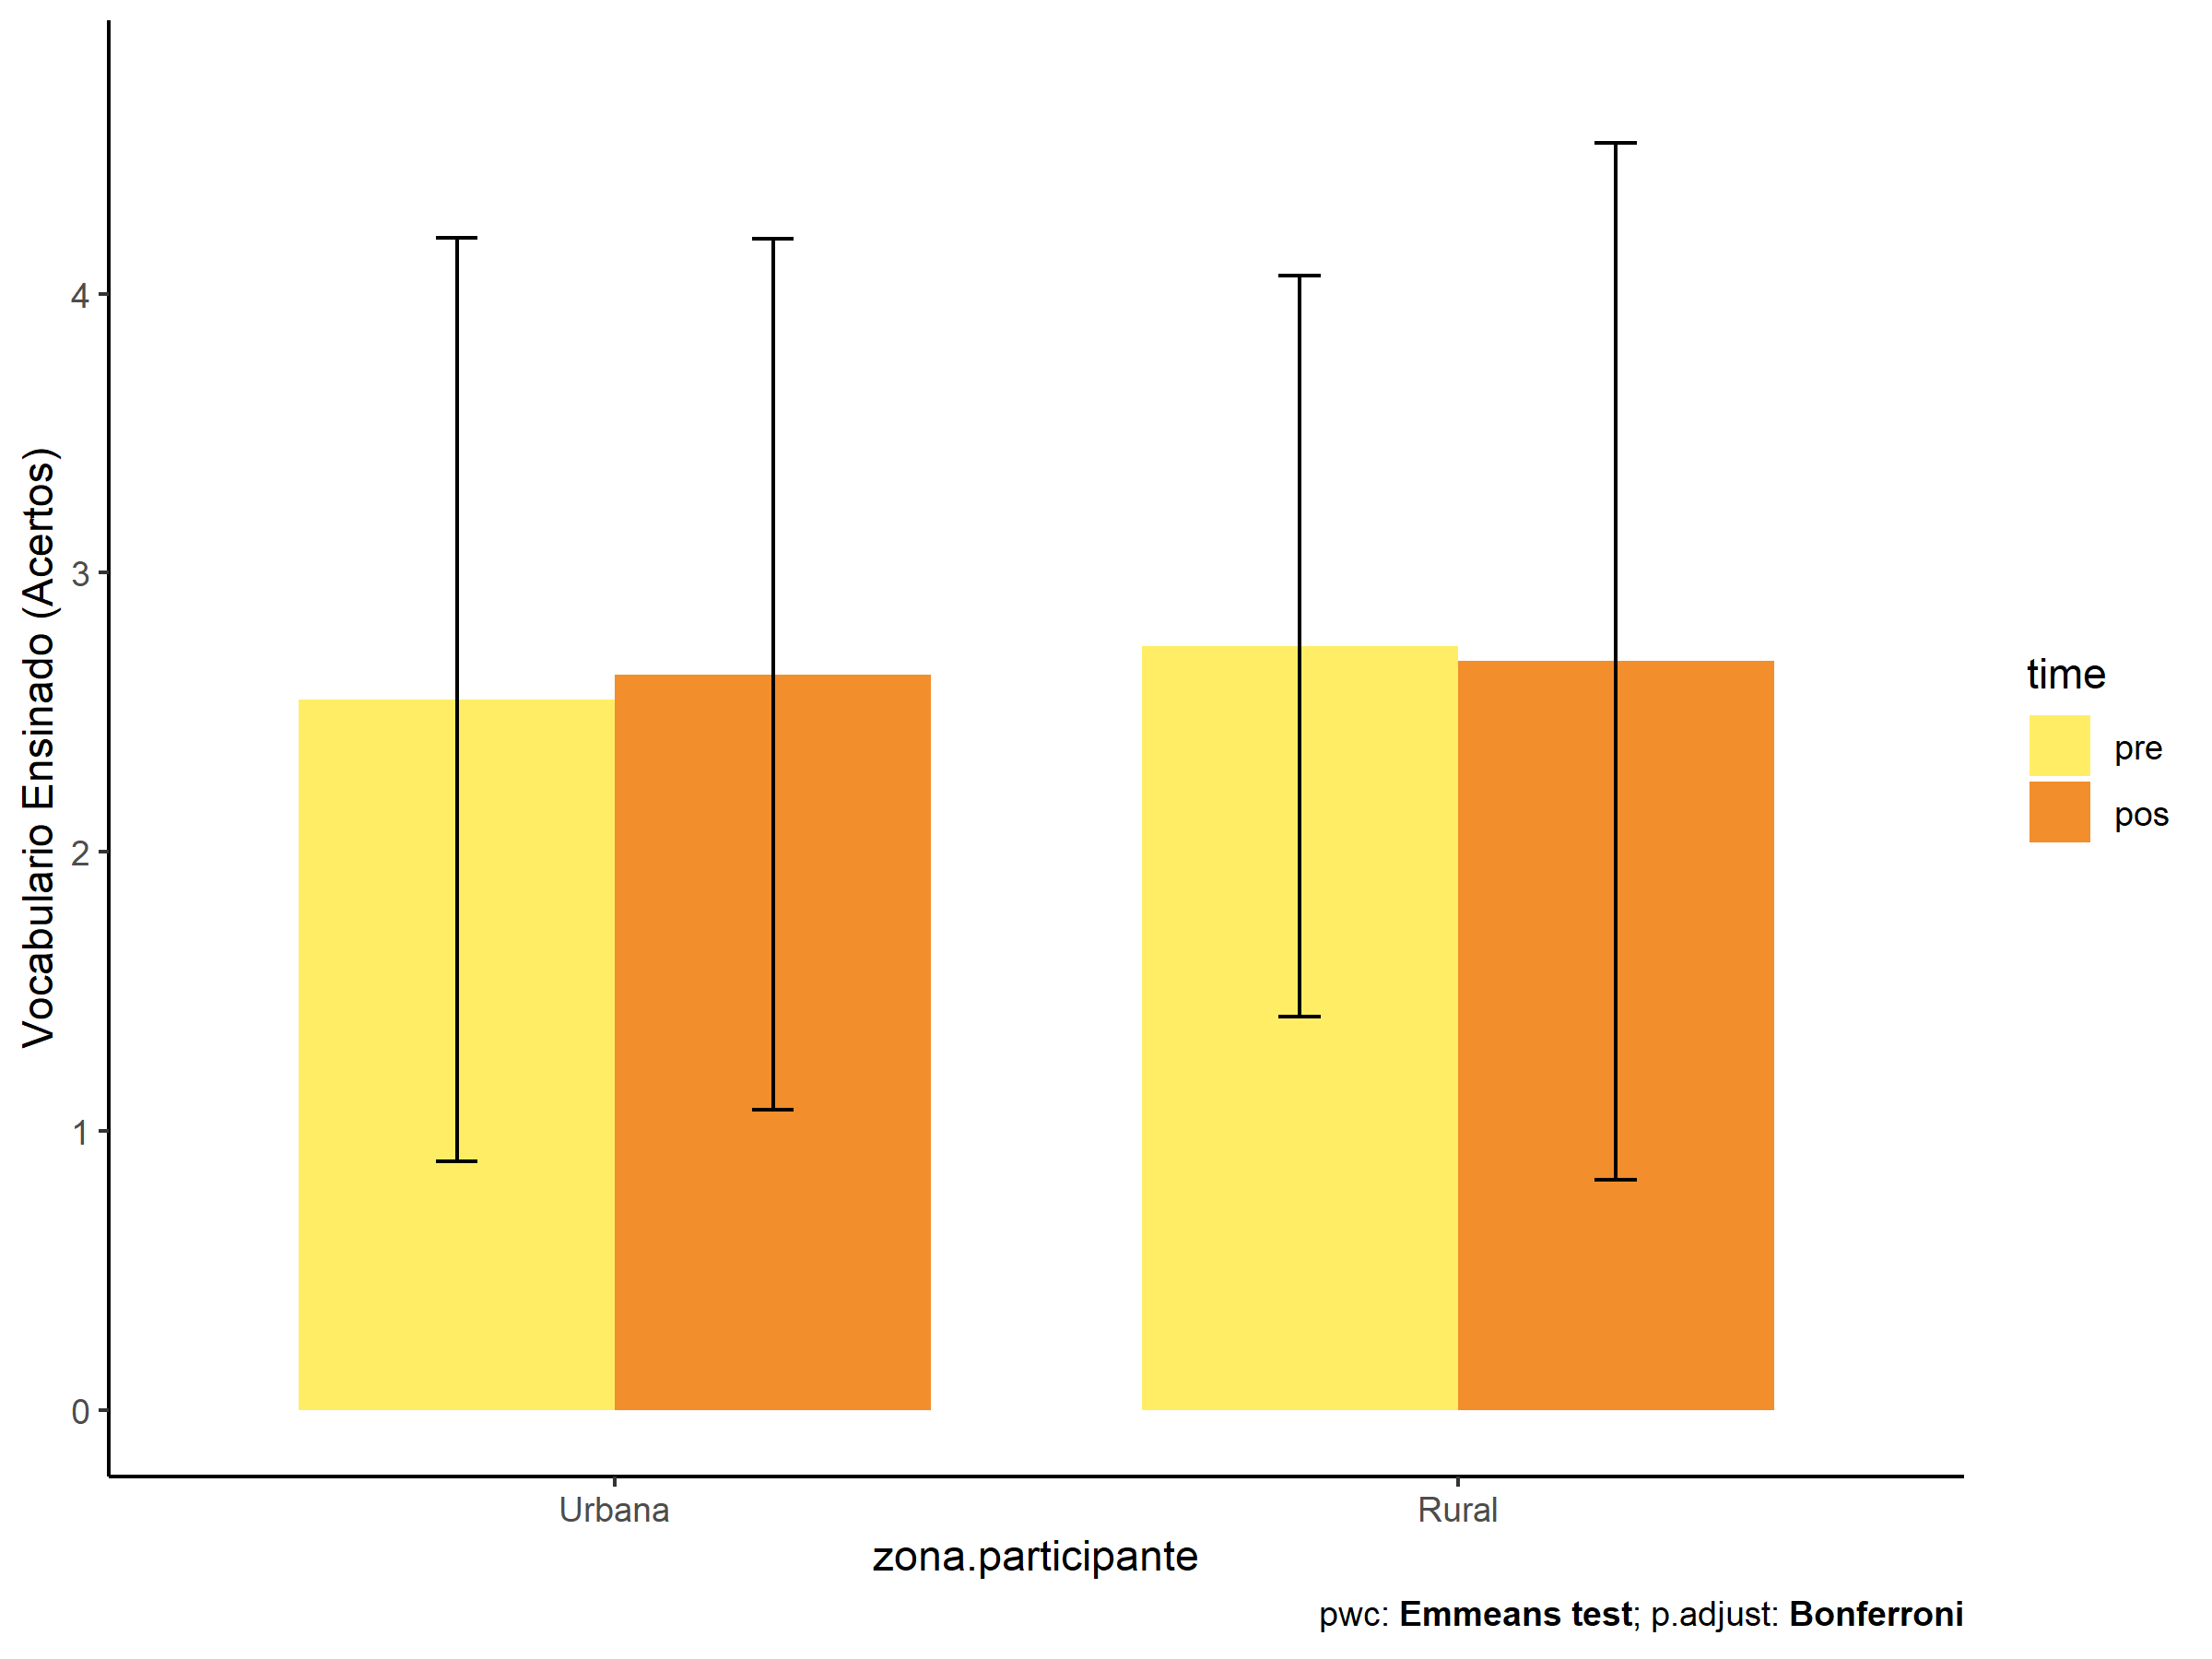 Vocabulario Ensinado (Acertos)
4
3
2
1
0
Urbana
Rural
zona.participante
time
pre
pos
pwc: Emmeans test; p.adjust: Bonferroni